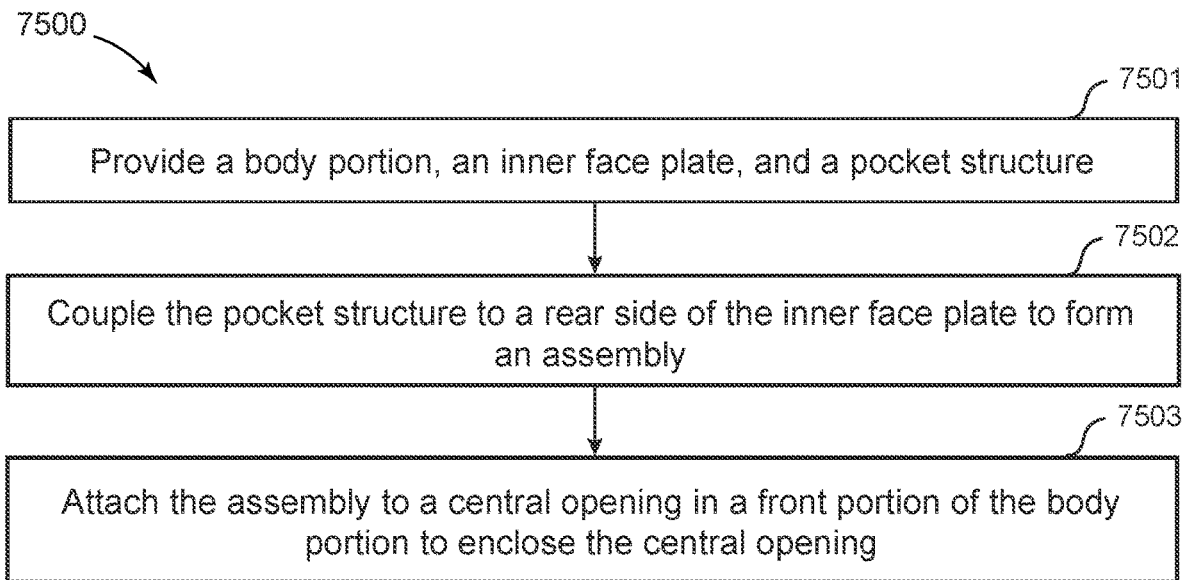 7500
7501
Provide a body portion, an inner face plate, and a pocket structure
7502
Couple the pocket structure to a rear side of the inner face plate to form
an assembly
7503
Attach the assembly to a central opening in a front portion of the body
portion to enclose the central opening